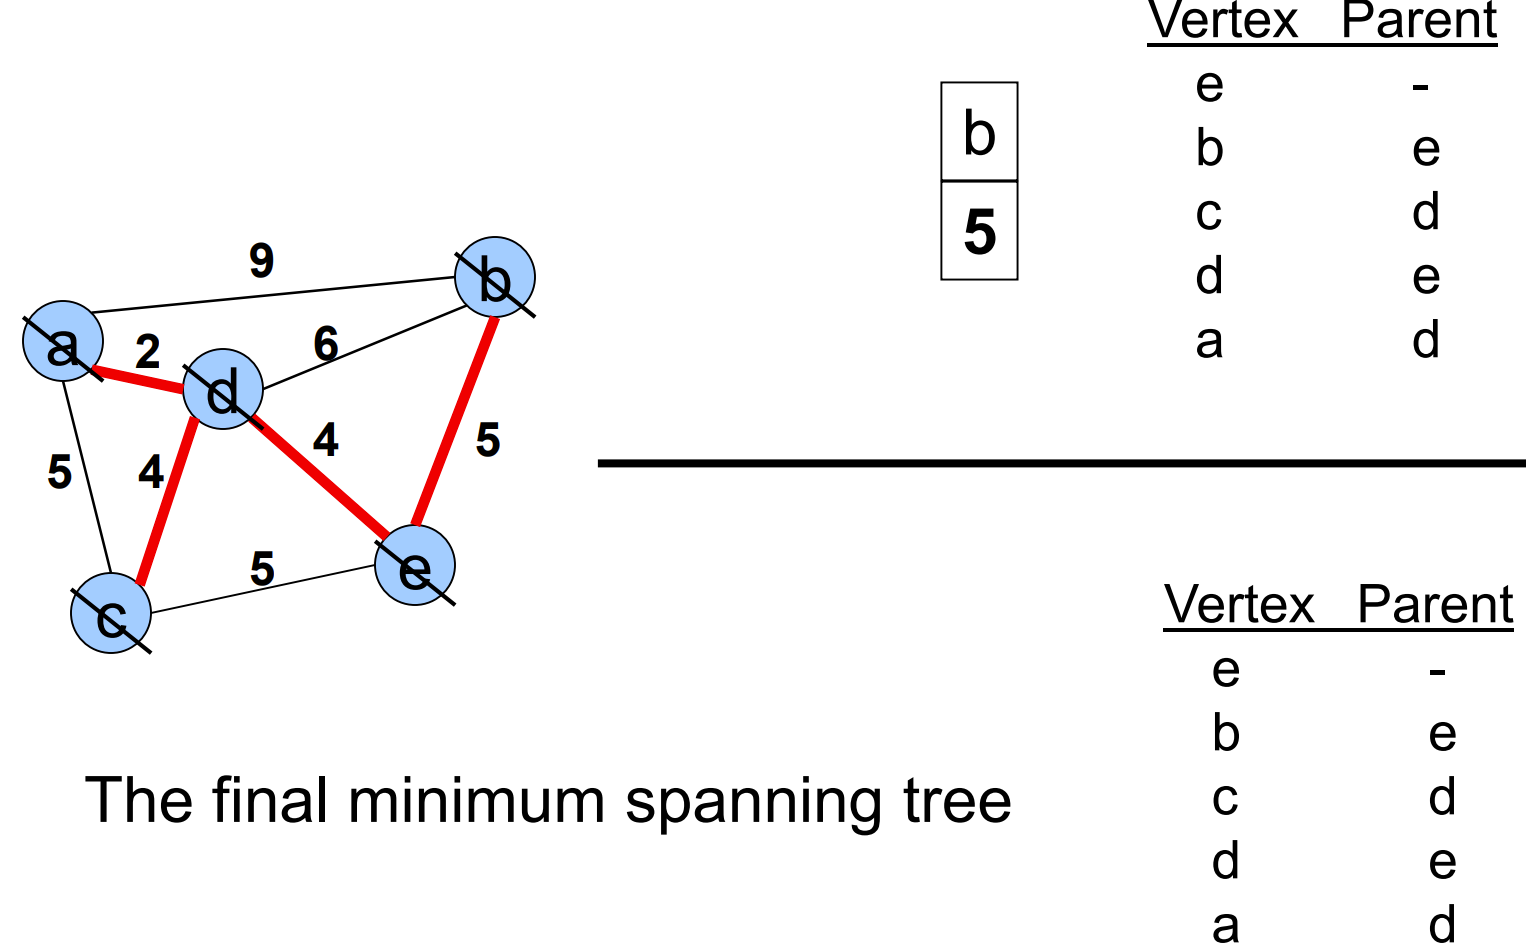 Vertex Parent
e -
b e
c d
d e
a d
b
5
9
b
a
2
6
d
5
4
4
5
5
e
c
Vertex Parent
e -
b e
c d
d e
a d
The final minimum spanning tree